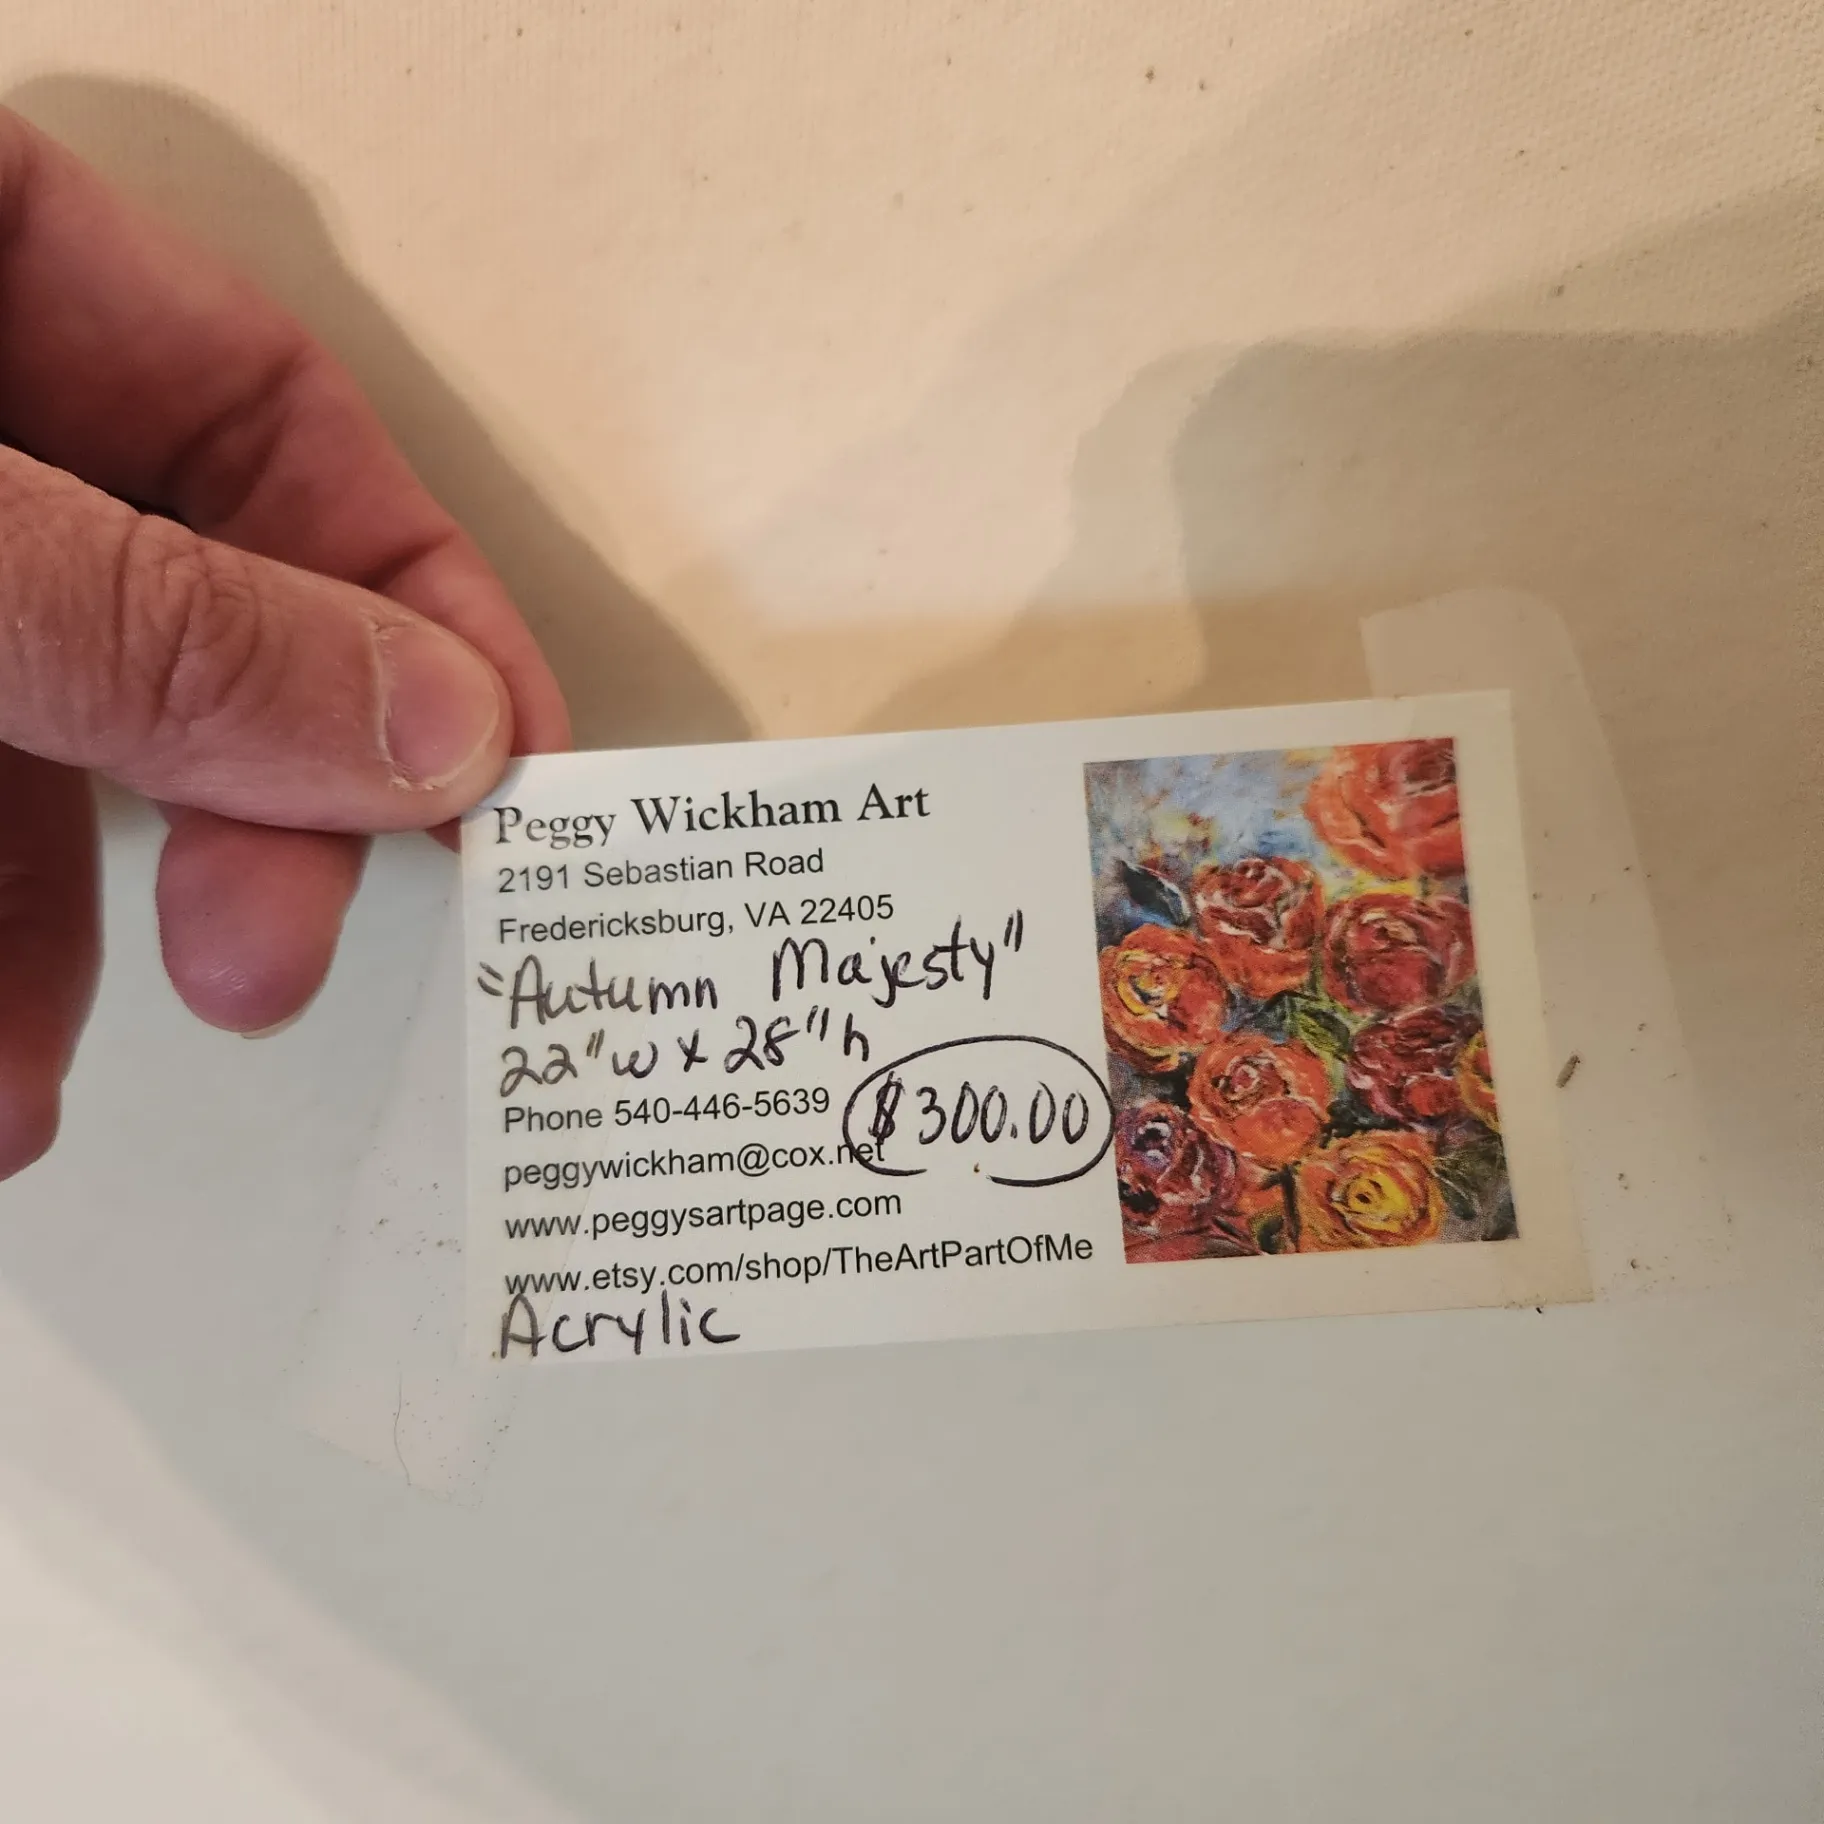 Peggy Wickham Art
2191 Sebastian Road
Fredericksburg, VA 22405
"Autumn Majesty"
22"w x 28"h
$300.00
Phone 540-446-5639
peggywickham@cox.net
www.peggysartpage.com
www.etsy.com/shop/TheArtPartOfMe
Acrylic